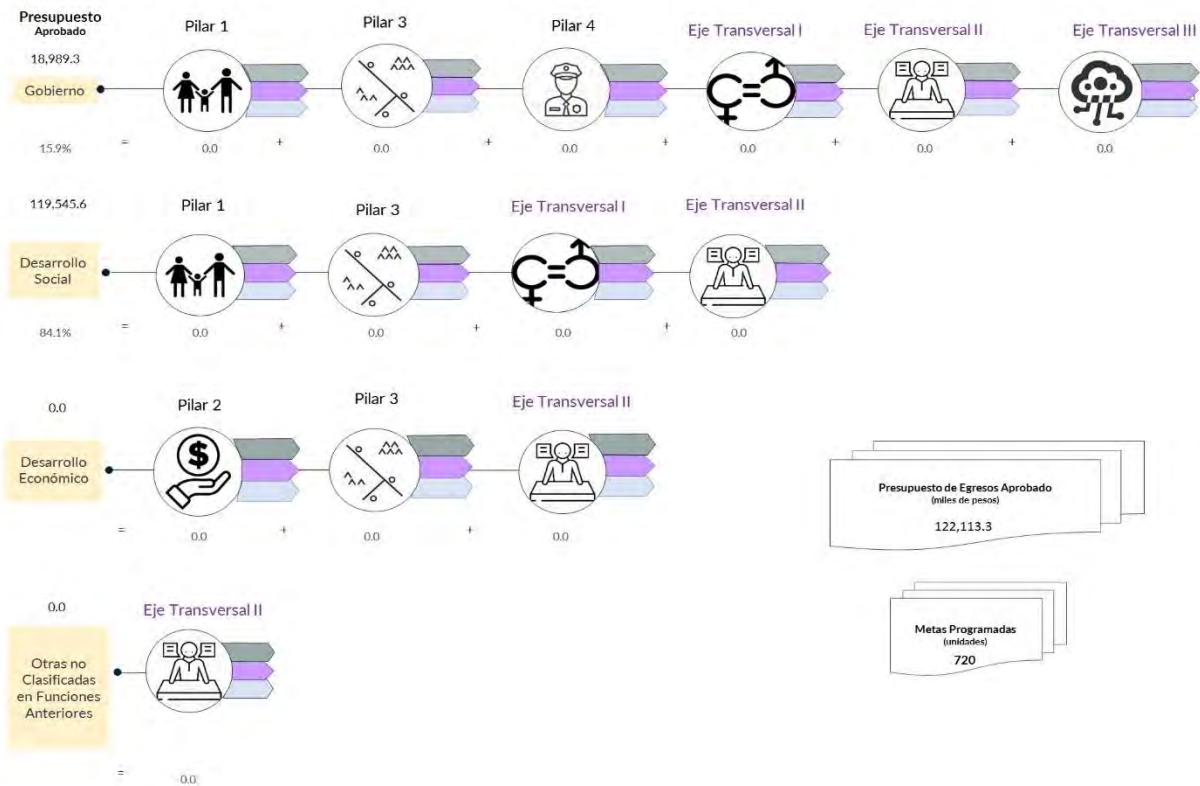 Presupuesto
Aprobado
18,989.3
Gobierno
15.9%
Pilar 1
Pilar 3
Pilar 4
Eje Transversal I
Eje Transversal II
Eje Transversal III
=
0.0
+
0.0
+
0.0
+
0.0
+
0.0
+
0.0
119,545.6
Desarrollo
Social
84.1%
Pilar 1
Pilar 3
Eje Transversal I
Eje Transversal II
=
0.0
+
0.0
+
0.0
+
0.0
0.0
Desarrollo
Económico
Pilar 2
Pilar 3
Eje Transversal II
=
0.0
+
0.0
+
0.0
Presupuesto de Egresos Aprobado
(miles de pesos)
122,113.3
Metas Programadas
(unidades)
720
0.0
Otras no
Clasificadas
en Funciones
Anteriores
Eje Transversal II
=
0.0